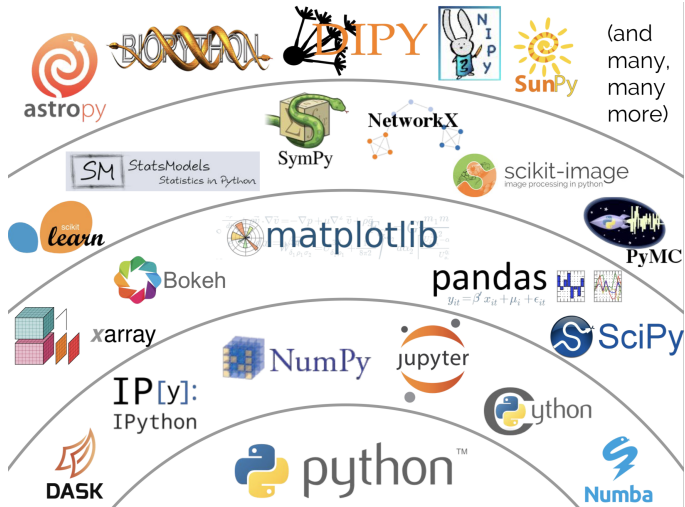 BIOPYTHON
DIPY
NIPY
(and
many,
many
more)
astropy
SunPy
SymPy
NetworkX
SM StatsModels
Statistics in Python
scikit-image
image processing in python
scikit
learn
matplotlib
PyMC
Bokeh
pandas
xarray
NumPy
jupyter
SciPy
IP[y]:
IPython
Cython
DASK
python™
Numba